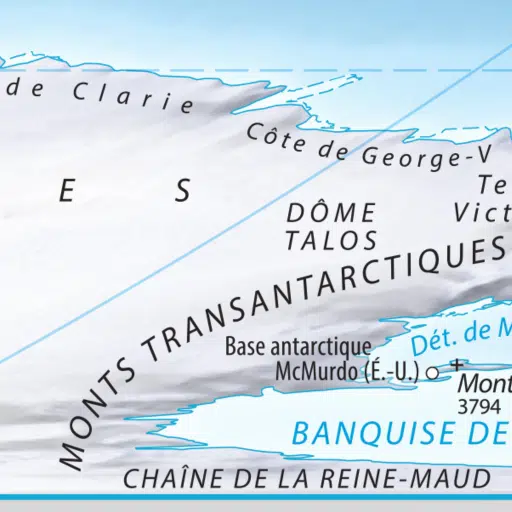 de Clarie
Côte de George-V
E S
Te
DÔME
Vict
TALOS
MONTS TRANSANTARCTIQUES
Dét. de M
Base antarctique
McMurdo (É.-U.)
Mont
3794
BANQUISE DE
CHAÎNE DE LA REINE-MAUD